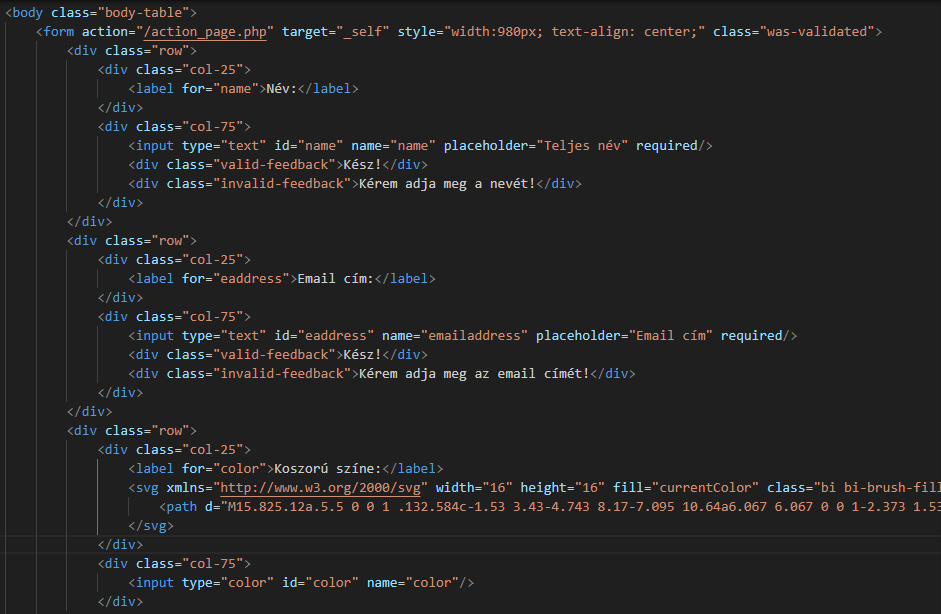 <body class="body-table">
<form action="/action_page.php" target="_self" style="width:980px; text-align: center;" class="was-validated">
<div class="row">
<div class="col-25">
<label for="name">Név:</label>
</div>
<div class="col-75">
<input type="text" id="name" name="name" placeholder="Teljes név" required/>
<div class="valid-feedback">Kész!</div>
<div class="invalid-feedback">Kérem adja meg a nevét!</div>
</div>
</div>
<div class="row">
<div class="col-25">
<label for="eaddress">Email cím:</label>
</div>
<div class="col-75">
<input type="text" id="eaddress" name="emailaddress" placeholder="Email cím" required/>
<div class="valid-feedback">Kész!</div>
<div class="invalid-feedback">Kérem adja meg az email címét!</div>
</div>
</div>
<div class="row">
<div class="col-25">
<label for="color">Koszorú színe:</label>
<svg xmlns="http://www.w3.org/2000/svg" width="16" height="16" fill="currentColor" class="bi bi-brush-fill
<path d="M15.825.12a.5.5 0 0 1 .132.584c-1.53 3.43-4.743 8.17-7.095 10.64a6.067 6.067 0 0 1-2.373 1.53
</svg>
</div>
<div class="col-75">
<input type="color" id="color" name="color"/>
</div>